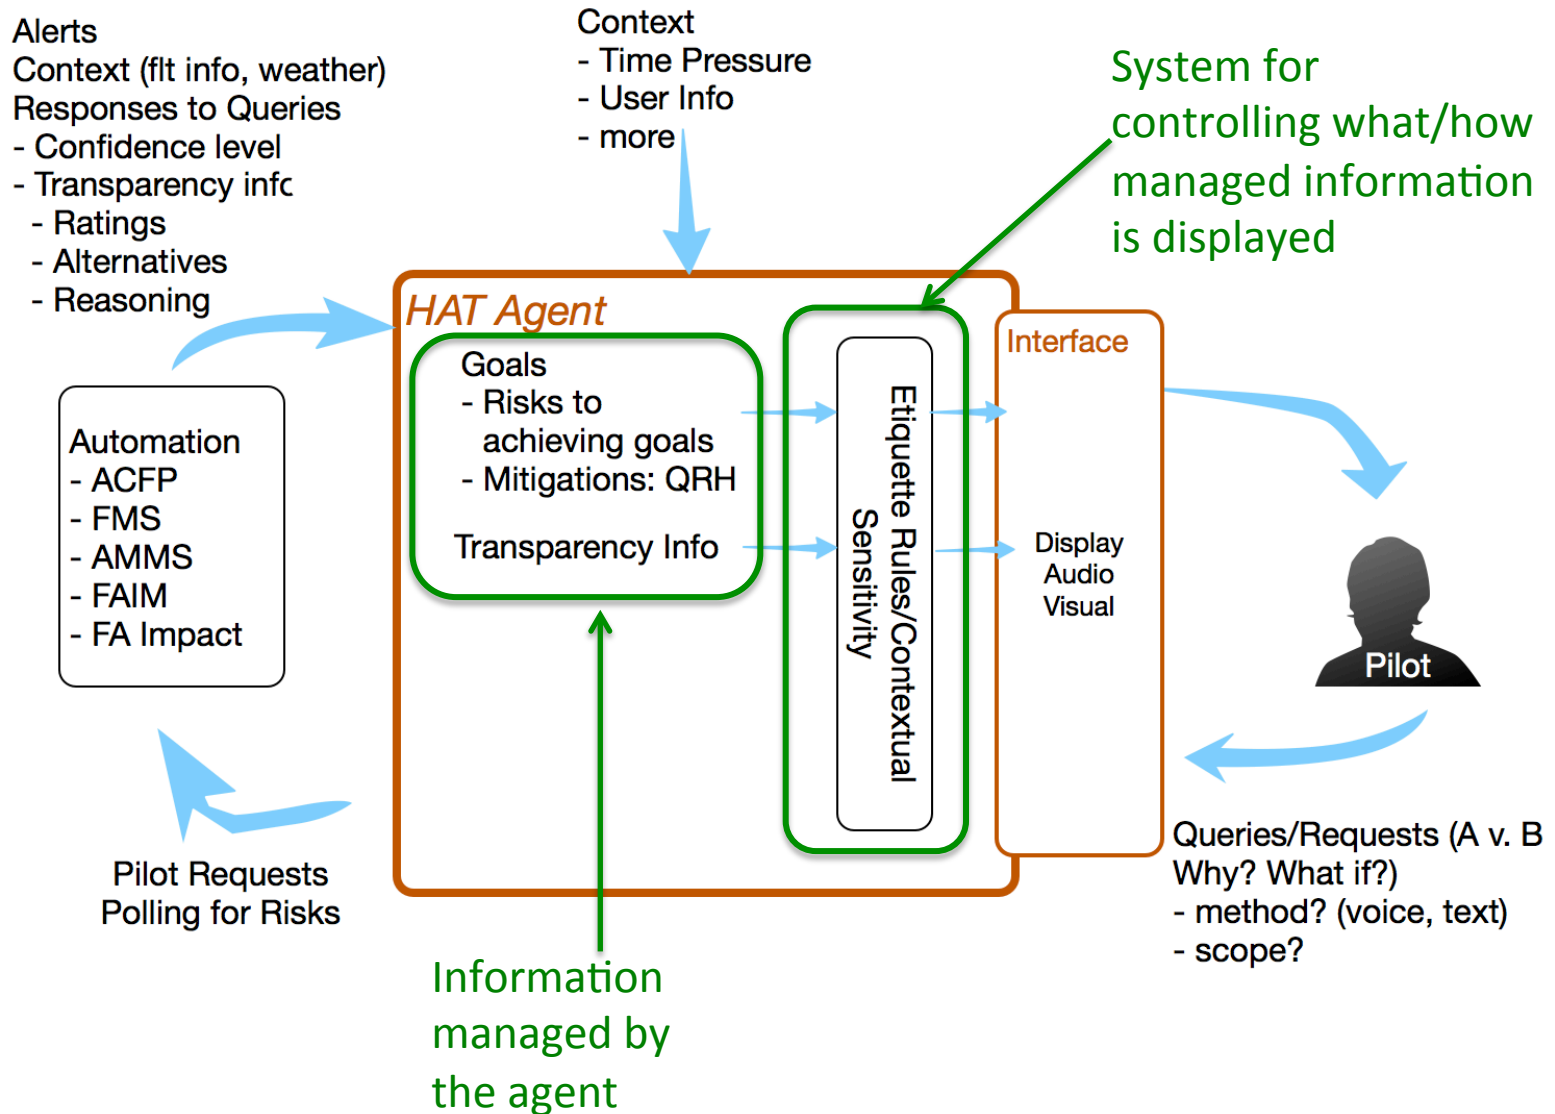 Alerts
Context (flt info, weather)
Responses to Queries
- Confidence level
- Transparency info
- Ratings
- Alternatives
- Reasoning
Context
- Time Pressure
- User Info
- more
System for
controlling what/how
managed information
is displayed
HAT Agent
Goals
- Risks to
achieving goals
- Mitigations: QRH
Transparency Info
Etiquette Rules/Contextual
Sensitivity
Interface
Display
Audio
Visual
Automation
- ACFP
- FMS
- AMMS
- FAIM
- FA Impact
Pilot
Pilot Requests
Polling for Risks
Queries/Requests (A v. B
Why? What if?)
- method? (voice, text)
- scope?
Information
managed by
the agent